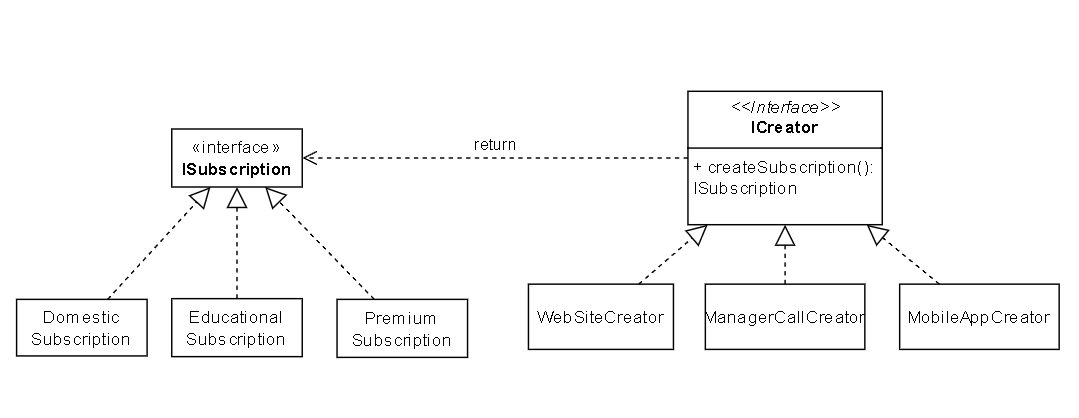 <<Interface>>
ICreator
«interface»
ISubscription
return
+ createSubscription():
ISubscription
Domestic
Subscription
Educational
Subscription
Premium
Subscription
WebSiteCreator
ManagerCallCreator
MobileAppCreator